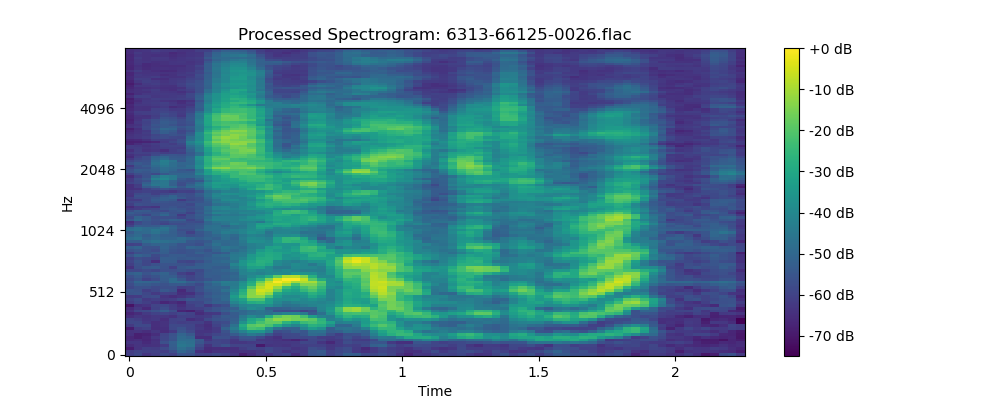 Processed Spectrogram: 6313-66125-0026.flac
+0 dB
4096
-10 dB
-20 dB
2048
-30 dB
Hz
1024
-40 dB
-50 dB
512
-60 dB
-70 dB
0
0 0.5 1 1.5 2
Time